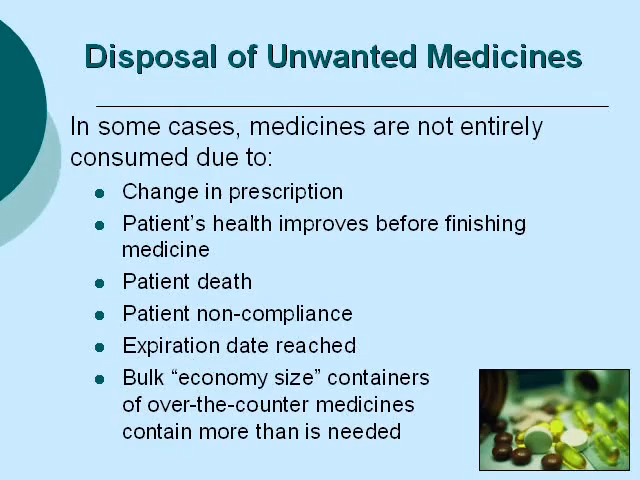 Disposal of Unwanted Medicines
In some cases, medicines are not entirely
consumed due to:
Change in prescription
Patient's health improves before finishing
medicine
Patient death
Patient non-compliance
Expiration date reached
Bulk “economy size” containers
of over-the-counter medicines
contain more than is needed